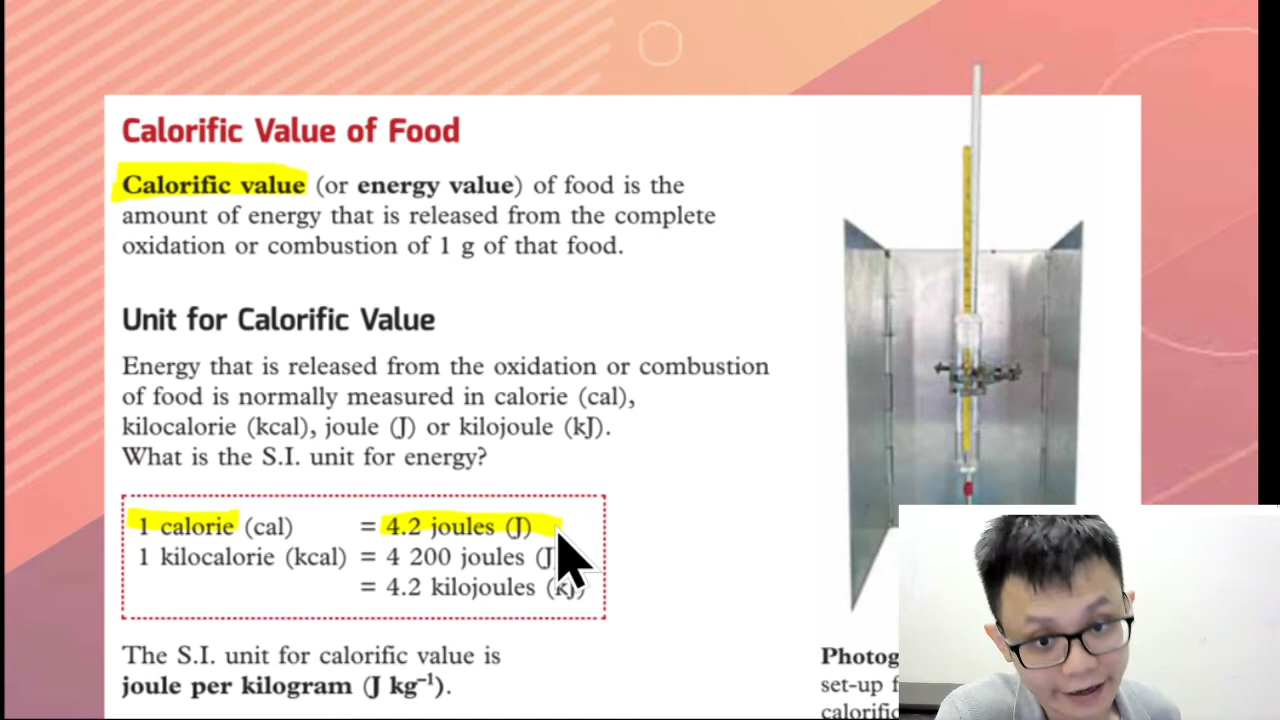 Calorific Value of Food
Calorific value (or energy value) of food is the
amount of energy that is released from the complete
oxidation or combustion of 1 g of that food.
Unit for Calorific Value
Energy that is released from the oxidation or combustion
of food is normally measured in calorie (cal),
kilocalorie (kcal), joule (J) or kilojoule (kJ).
What is the S.I. unit for energy?
1 calorie (cal) = 4.2 joules (J)
1 kilocalorie (kcal) = 4 200 joules (J
= 4.2 kilojoules (kJ)
The S.I. unit for calorific value is
joule per kilogram (J kg⁻¹).
Photog
set-up f
calorific